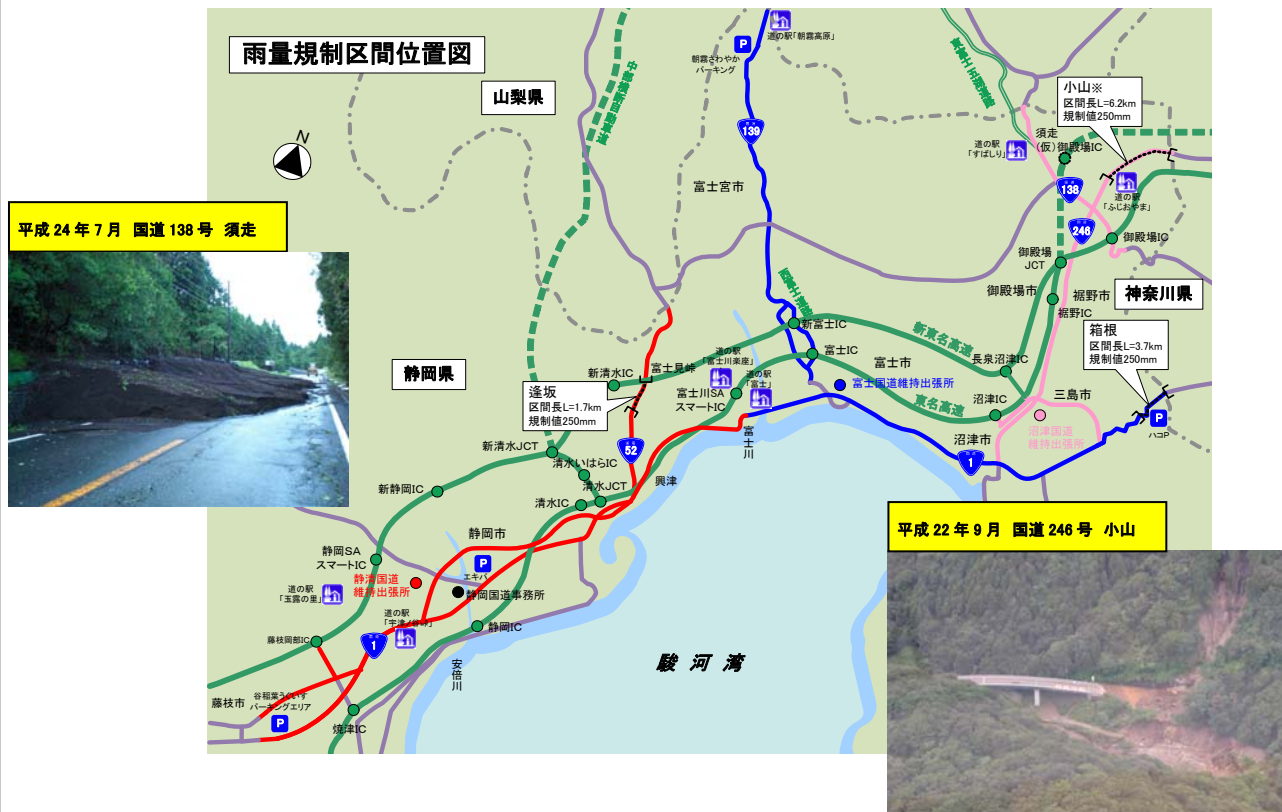 雨量規制区間位置図
山梨県
中部横断自動車道
N
朝霧さわやか
パーキング
P
道の駅「朝霧高原」
139
富士宮市
東富士五湖道路
小山※
区間長L=6.2km
規制値250mm
道の駅
「すばしり」
須走
(仮)御殿場IC
138
道の駅
「ふじおやま」
246
御殿場IC
御殿場
JCT
御殿場市
裾野市
裾野IC
神奈川県
箱根
区間長L=3.7km
規制値250mm
ハコP
P
平成 24 年 7 月 国道 138 号 須走
西富士道路
新富士IC
新東名高速
富士IC
富士市
長泉沼津IC
富士国道維持出張所
東名高速
沼津IC
三島市
沼津国道
維持出張所
沼津市
1
静岡県
新清水IC
富士見峠
道の駅
「富士川楽座」
道の駅
「富士」
富士川SA
スマートIC
富士川
逢坂
区間長L=1.7km
規制値250mm
52
新清水JCT
清水いはらIC
清水JCT
興津
清水IC
新静岡IC
静岡市
静岡SA
スマートIC
P
エキパ
静清国道
維持出張所
静岡国道事務所
道の駅
「玉露の里」
道の駅
「宇津ノ谷峠」
静岡IC
藤枝岡部IC
1
安倍川
駿河湾
藤枝市
谷稲葉うぐいす
パーキングエリア
P
焼津IC
平成 22 年 9 月 国道 246 号 小山